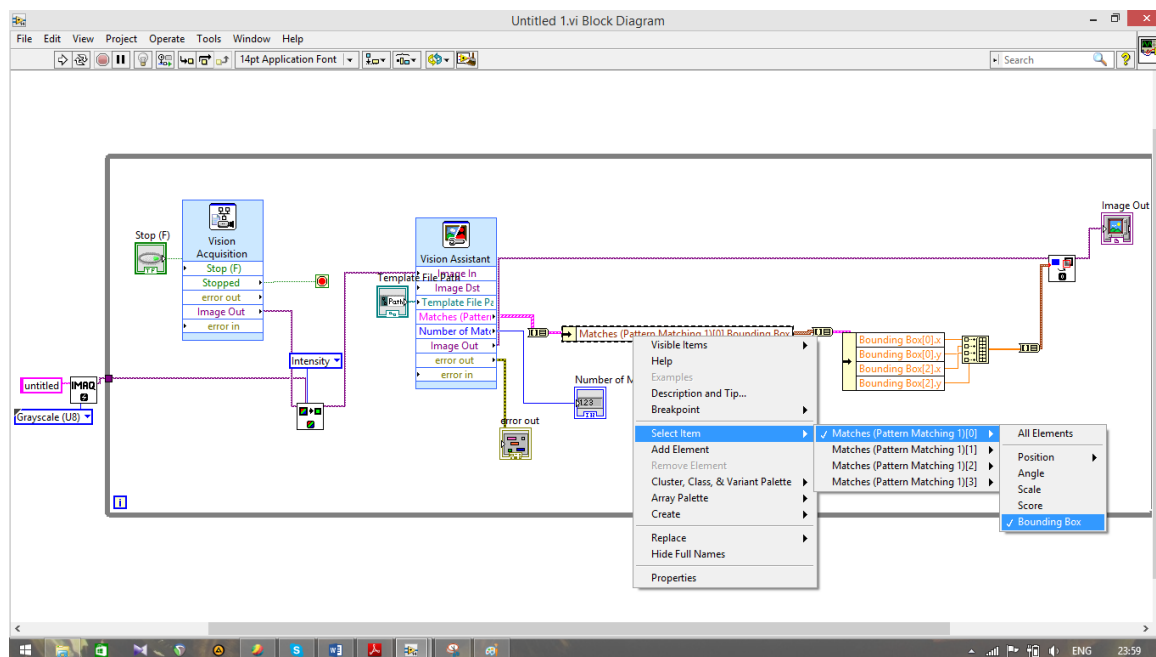 Untitled 1.vi Block Diagram
File Edit View Project Operate Tools Window Help
14pt Application Font
Search
Image Out
Stop (F)
Vision
Acquisition
Stop (F)
Stopped
error out
Image Out
error in
Vision Assistant
Image In
Template File Path
Image Dst
Path
Template File Pa
Matches (Pattern
Number of Matc
Image Out
error out
error in
Matches (Pattern Matching 1)[0].Bounding Box
Bounding Box[0].x
Bounding Box[0].y
Bounding Box[2].x
Bounding Box[2].y
Intensity
untitled
IMAQ
Grayscale (U8)
Number of M
1.23
error out
i
Visible Items
Help
Examples
Description and Tip...
Breakpoint
Select Item
Add Element
Remove Element
Cluster, Class, & Variant Palette
Array Palette
Create
Replace
Hide Full Names
Properties
Matches (Pattern Matching 1)[0]
Matches (Pattern Matching 1)[1]
Matches (Pattern Matching 1)[2]
Matches (Pattern Matching 1)[3]
All Elements
Position
Angle
Scale
Score
Bounding Box
ENG 23:59